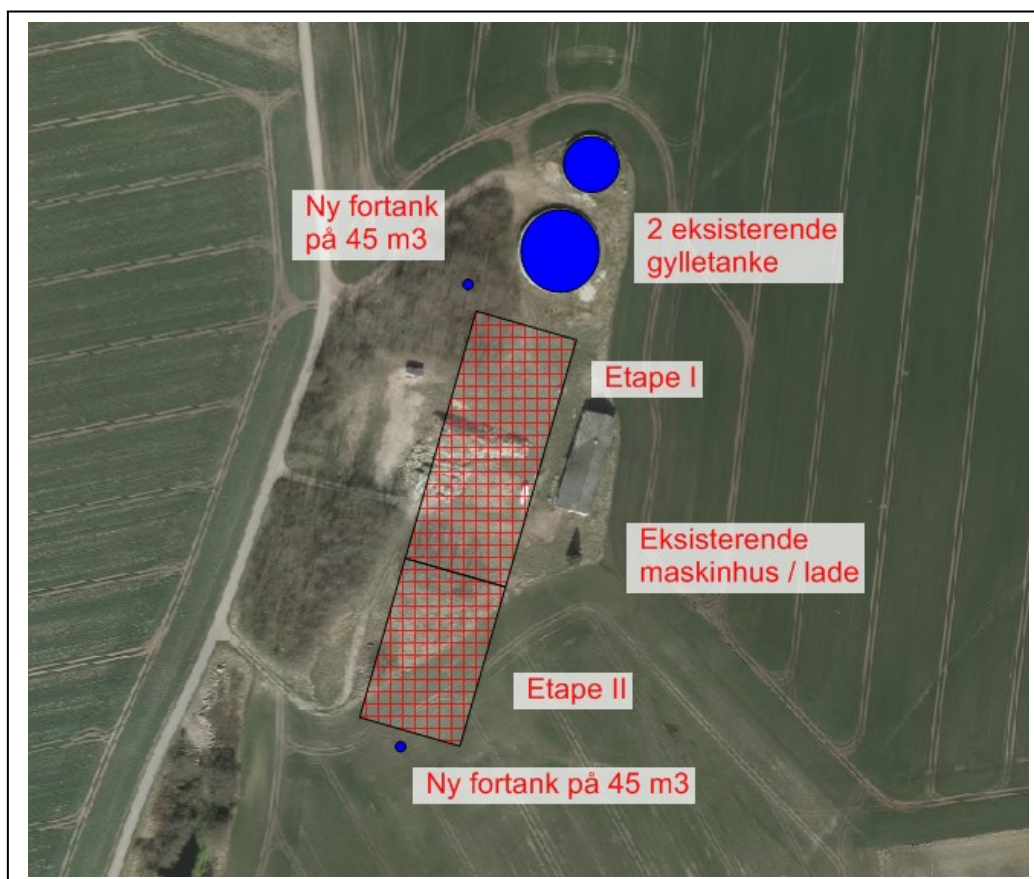 Ny fortank
på 45 m3
2 eksisterende
gylletanke
Etape I
Eksisterende
maskinhus / lade
Etape II
Ny fortank på 45 m3